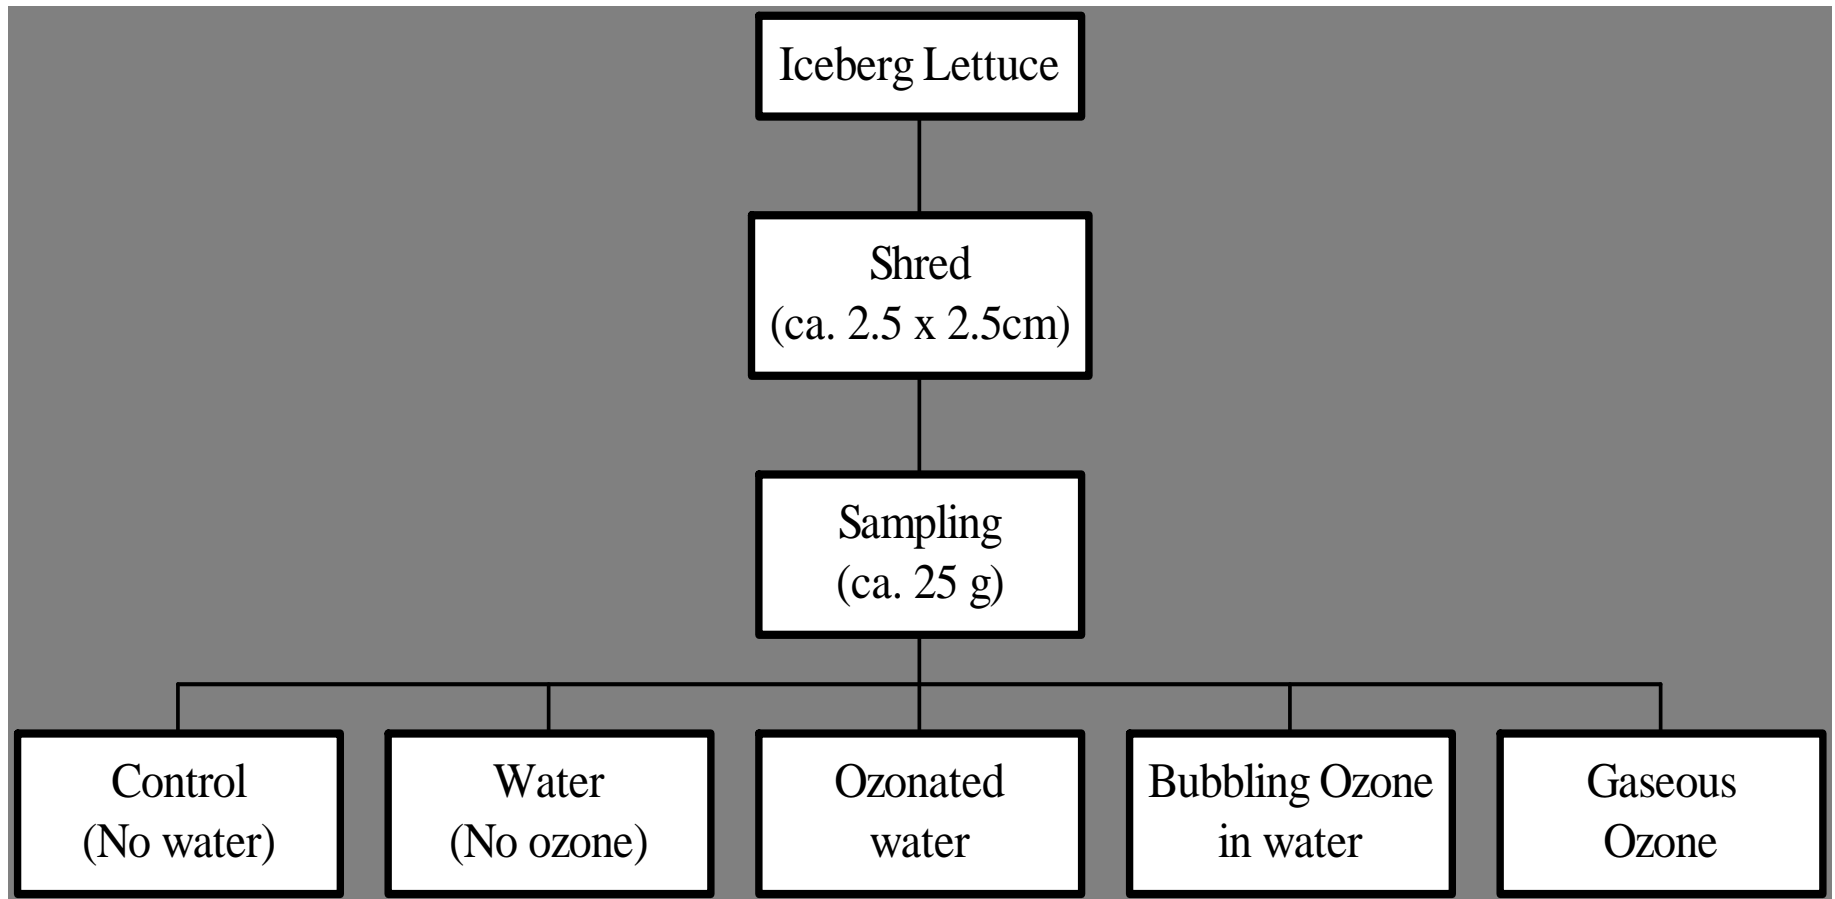 Iceberg Lettuce
Shred
(ca. 2.5 x 2.5cm)
Sampling
(ca. 25 g)
Control
(No water)
Water
(No ozone)
Ozonated
water
Bubbling Ozone
in water
Gaseous
Ozone